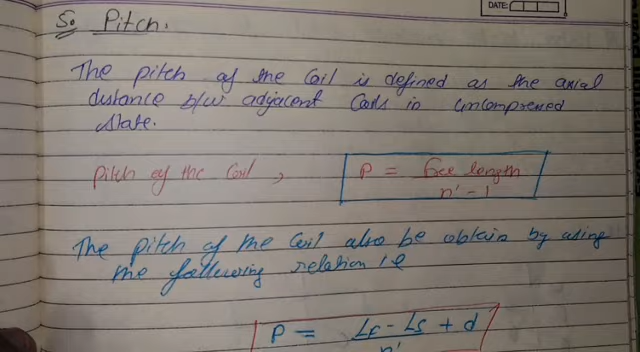 DATE:
5. Pitch:
The pitch of the Coil is defined as the axial
distance b/w adjacent Coils in Uncompressed
state.
Pitch of the Coil, P = free length / n' - 1
The pitch of the Coil also be obtain by using
the following relation i.e
P = LF - LS + d / n'